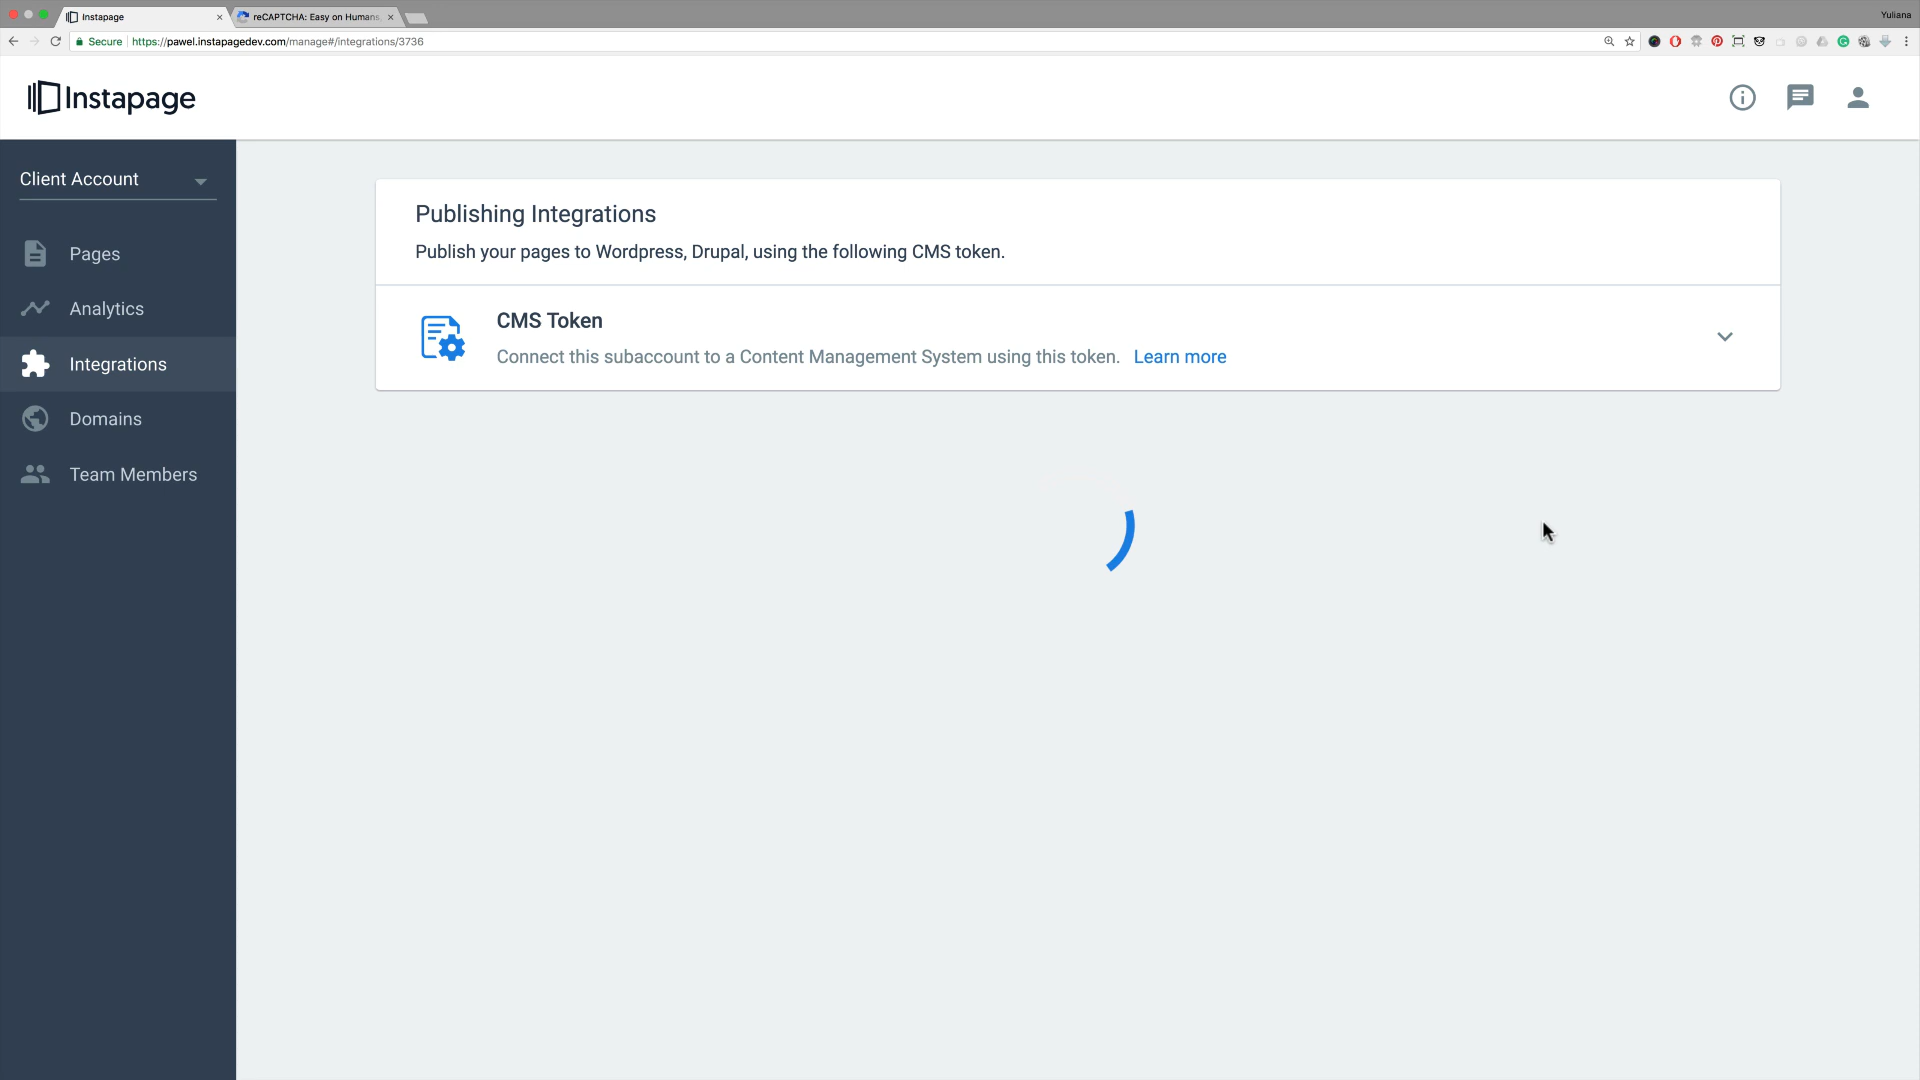 Instapage
reCAPTCHA: Easy on Humans,
Yuliana
Secure
https://pawel.instapagedev.com/manage#/integrations/3736
Instapage
Client Account
Pages
Analytics
Integrations
Domains
Team Members
Publishing Integrations
Publish your pages to Wordpress, Drupal, using the following CMS token.
CMS Token
Connect this subaccount to a Content Management System using this token. Learn more